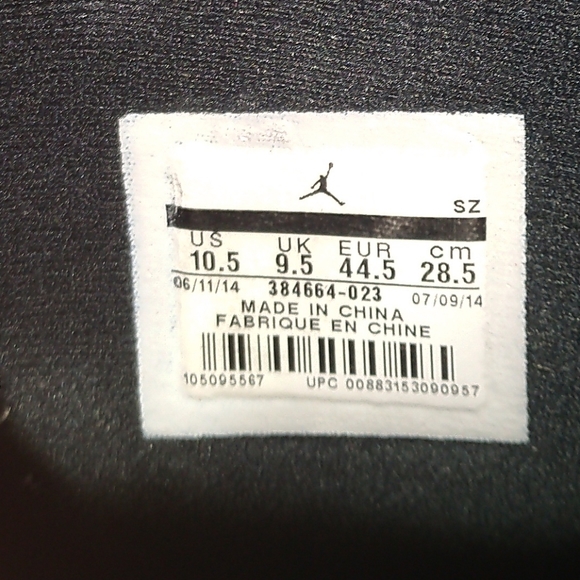 SZ
US UK EUR cm
10.5 9.5 44.5 28.5
06/11/14 384664-023 07/09/14
MADE IN CHINA
FABRIQUE EN CHINE
105095567 UPC 00883153090957